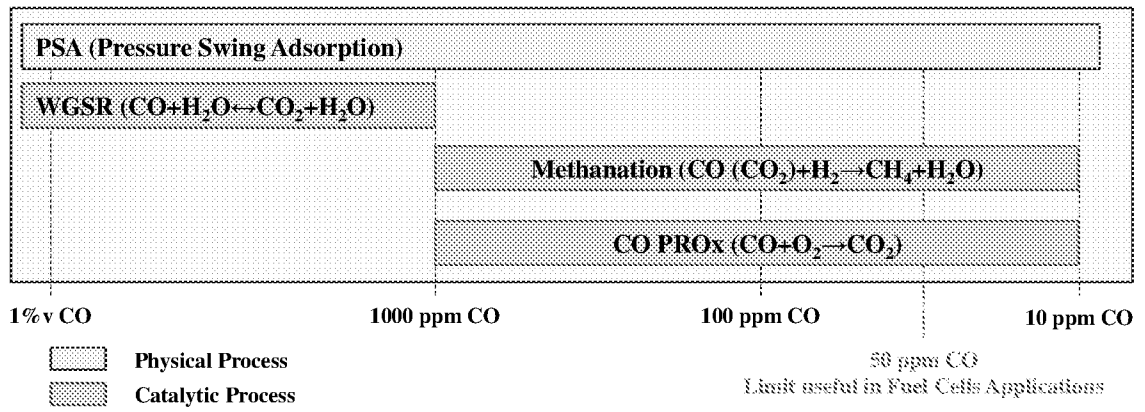 PSA (Pressure Swing Adsorption)
WGSR (CO+H₂O↔CO₂+H₂O)
Methanation (CO (CO₂)+H₂→CH₄+H₂O)
CO PROx (CO+O₂→CO₂)
1% v CO 1000 ppm CO 100 ppm CO 10 ppm CO
Physical Process
50 ppm CO
Catalytic Process
Limit useful in Fuel Cells Applications